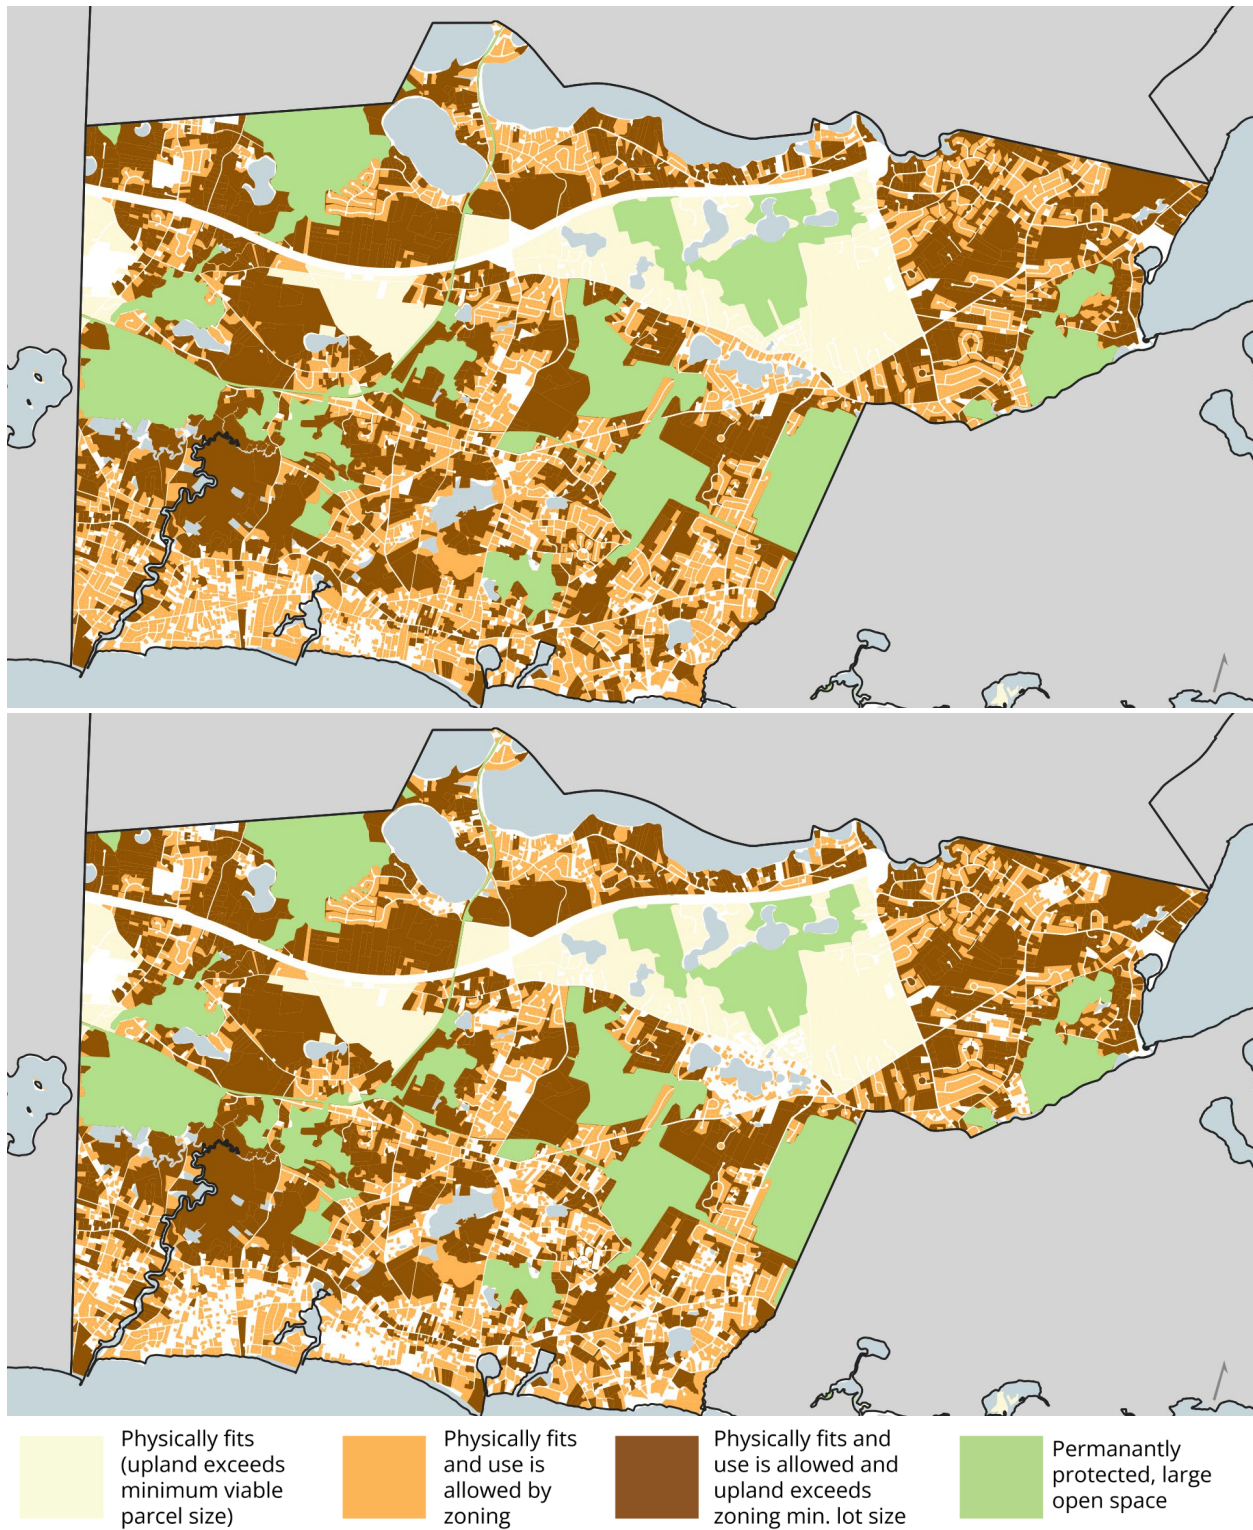 Physically fits
(upland exceeds
minimum viable
parcel size)
Physically fits
and use is
allowed by
zoning
Physically fits and
use is allowed and
upland exceeds
zoning min. lot size
Permanantly
protected, large
open space